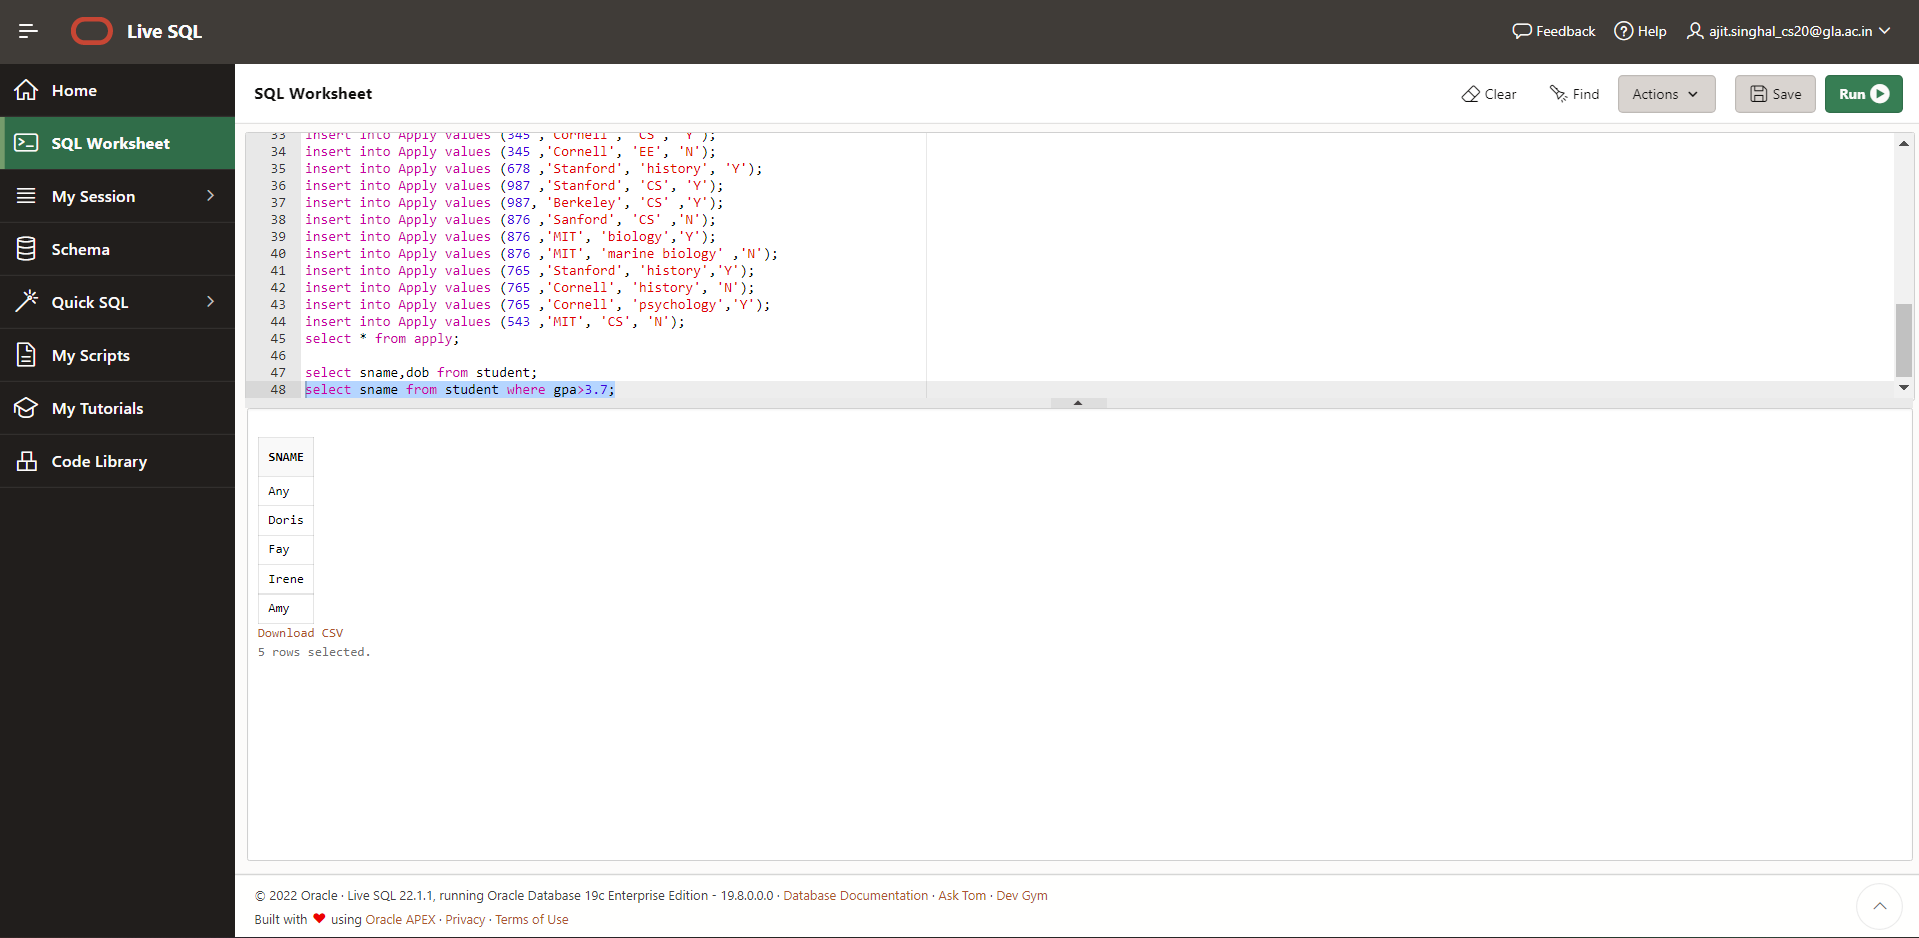 Live SQL
Feedback
Help
ajit.singhal_cs20@gla.ac.in
Home
SQL Worksheet
My Session
Schema
Quick SQL
My Scripts
My Tutorials
Code Library
SQL Worksheet
Clear
Find
Actions
Save
Run
33 insert into Apply values (345 ,'Cornell', 'CS', 'Y');
34 insert into Apply values (345 ,'Cornell', 'EE', 'N');
35 insert into Apply values (678 ,'Stanford', 'history', 'Y');
36 insert into Apply values (987 ,'Stanford', 'CS', 'Y');
37 insert into Apply values (987, 'Berkeley', 'CS' ,'Y');
38 insert into Apply values (876 ,'Sanford', 'CS' ,'N');
39 insert into Apply values (876 ,'MIT', 'biology','Y');
40 insert into Apply values (876 ,'MIT', 'marine biology' ,'N');
41 insert into Apply values (765 ,'Stanford', 'history','Y');
42 insert into Apply values (765 ,'Cornell', 'history', 'N');
43 insert into Apply values (765 ,'Cornell', 'psychology','Y');
44 insert into Apply values (543 ,'MIT', 'CS', 'N');
45 select * from apply;
46
47 select sname,dob from student;
48 select sname from student where gpa>3.7;
SNAME
Any
Doris
Fay
Irene
Amy
Download CSV
5 rows selected.
© 2022 Oracle · Live SQL 22.1.1, running Oracle Database 19c Enterprise Edition - 19.8.0.0.0 · Database Documentation · Ask Tom · Dev Gym
Built with ♥ using Oracle APEX · Privacy · Terms of Use